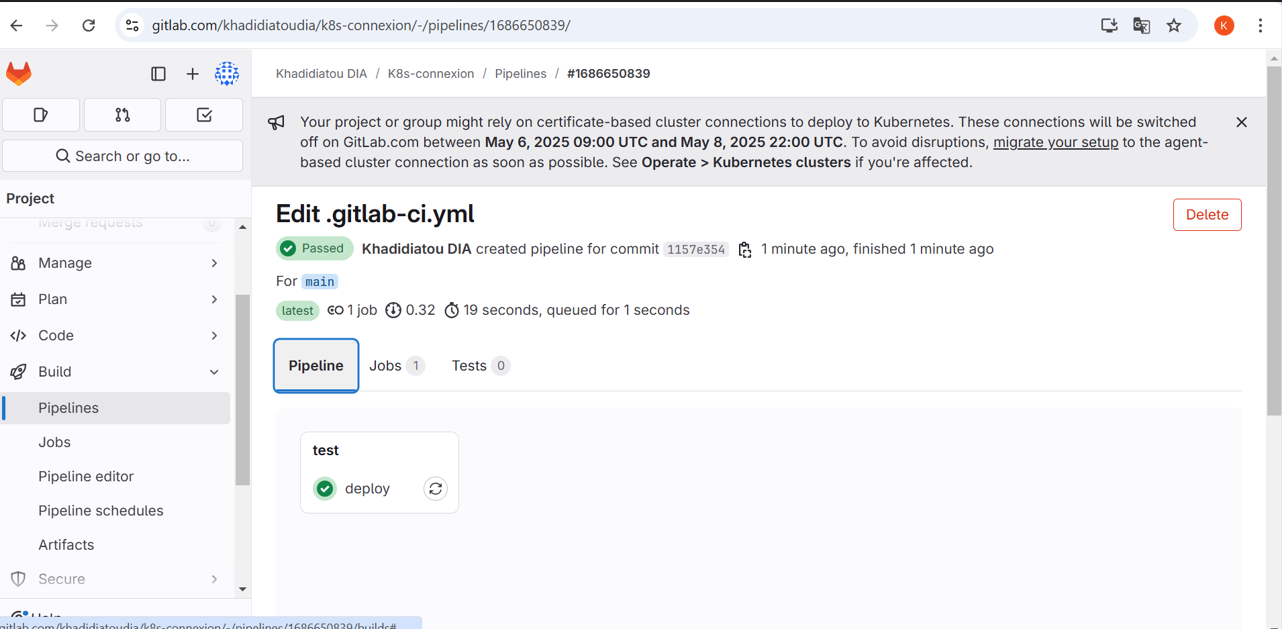 gitlab.com/khadidiatoudia/k8s-connexion/-/pipelines/1686650839/
K
Khadidiatou DIA / K8s-connexion / Pipelines / #1686650839
Your project or group might rely on certificate-based cluster connections to deploy to Kubernetes. These connections will be switched
off on GitLab.com between May 6, 2025 09:00 UTC and May 8, 2025 22:00 UTC. To avoid disruptions, migrate your setup to the agent-
based cluster connection as soon as possible. See Operate > Kubernetes clusters if you're affected.
Search or go to...
Project
Merge requests 0
Manage
Plan
Code
Build
Pipelines
Jobs
Pipeline editor
Pipeline schedules
Artifacts
Secure
Help
Edit .gitlab-ci.yml
Delete
Passed Khadidiatou DIA created pipeline for commit 1157e354 1 minute ago, finished 1 minute ago
For main
latest 1 job 0.32 19 seconds, queued for 1 seconds
Pipeline Jobs 1 Tests 0
test
deploy
gitlab.com/khadidiatoudia/k8s-connexion/-/pipelines/1686650839/builds#